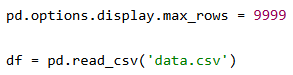 pd.options.display.max_rows = 9999
df = pd.read_csv('data.csv')